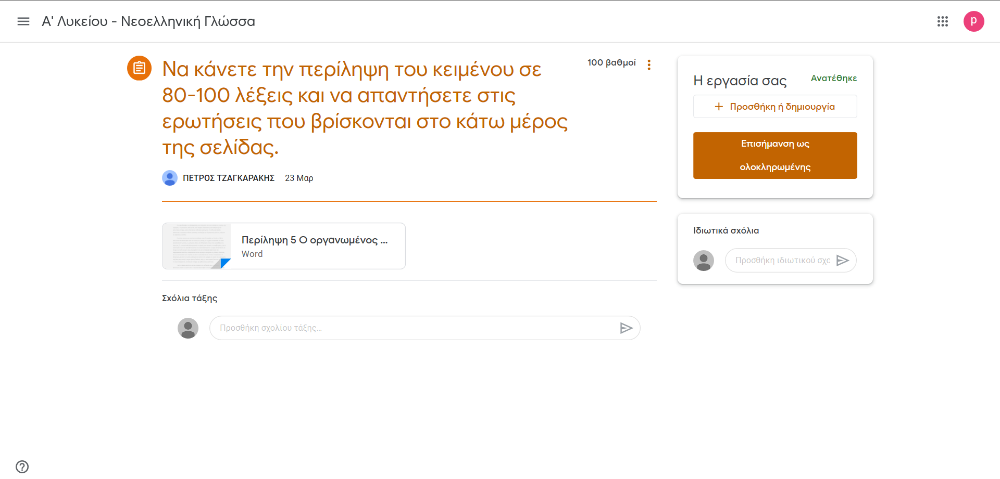 Α' Λυκείου - Νεοελληνική Γλώσσα
p
Να κάνετε την περίληψη του κειμένου σε
80-100 λέξεις και να απαντήσετε στις
ερωτήσεις που βρίσκονται στο κάτω μέρος
της σελίδας.
100 βαθμοί
ΠΕΤΡΟΣ ΤΖΑΓΚΑΡΑΚΗΣ 23 Μαρ
Περίληψη 5 Ο οργανωμένος ...
Word
Σχόλια τάξης
Προσθήκη σχολίου τάξης...
Η εργασία σας
Ανατέθηκε
+ Προσθήκη ή δημιουργία
Επισήμανση ως
ολοκληρωμένης
Ιδιωτικά σχόλια
Προσθήκη ιδιωτικού σχο